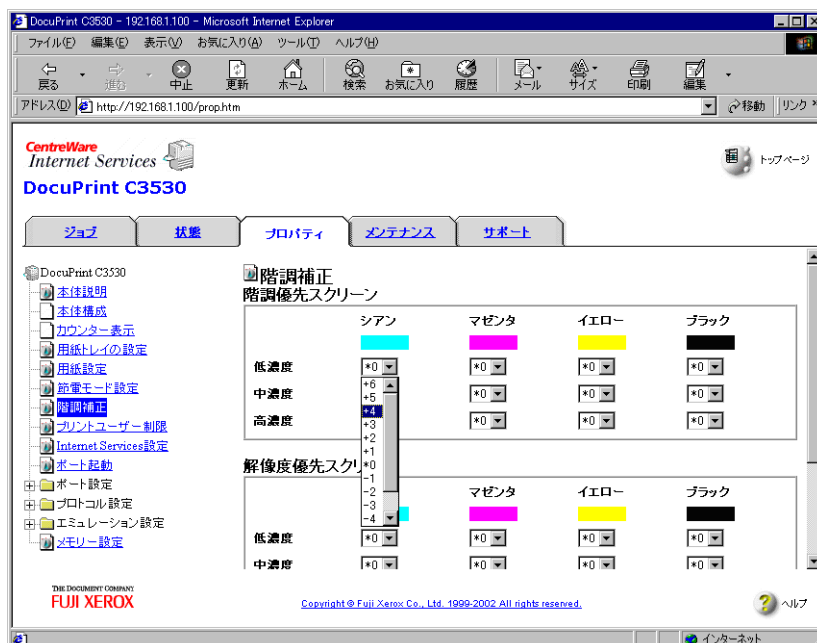 DocuPrint C3530 - 192.168.1.100 - Microsoft Internet Explorer
ファイル(F) 編集(E) 表示(V) お気に入り(A) ツール(T) ヘルプ(H)
戻る 進む 中止 更新 ホーム 検索 お気に入り 履歴 メール サイズ 印刷 編集
アドレス(D) http://192.168.1.100/prop.htm 移動 リンク »
CentreWare
Internet Services
トップページ
DocuPrint C3530
ジョブ 状態 プロパティ メンテナンス サポート
DocuPrint C3530
本体説明
本体構成
カウンター表示
用紙トレイの設定
用紙設定
節電モード設定
階調補正
プリントユーザー制限
Internet Services設定
ポート起動
ポート設定
プロトコル設定
エミュレーション設定
メモリー設定
階調補正
階調優先スクリーン
シアン マゼンタ イエロー ブラック
低濃度 *0 *0 *0 *0
中濃度 *0 *0 *0
高濃度 *0 *0 *0
+6
+5
+4
+3
+2
+1
*0
-1
-2
-3
-4
解像度優先スクリ
マゼンタ イエロー ブラック
低濃度 *0 *0 *0 *0
中濃度 *0 *0 *0 *0
THE DOCUMENT COMPANY
FUJI XEROX
Copyright © Fuji Xerox Co., Ltd. 1999-2002 All rights reserved.
ヘルプ
インターネット